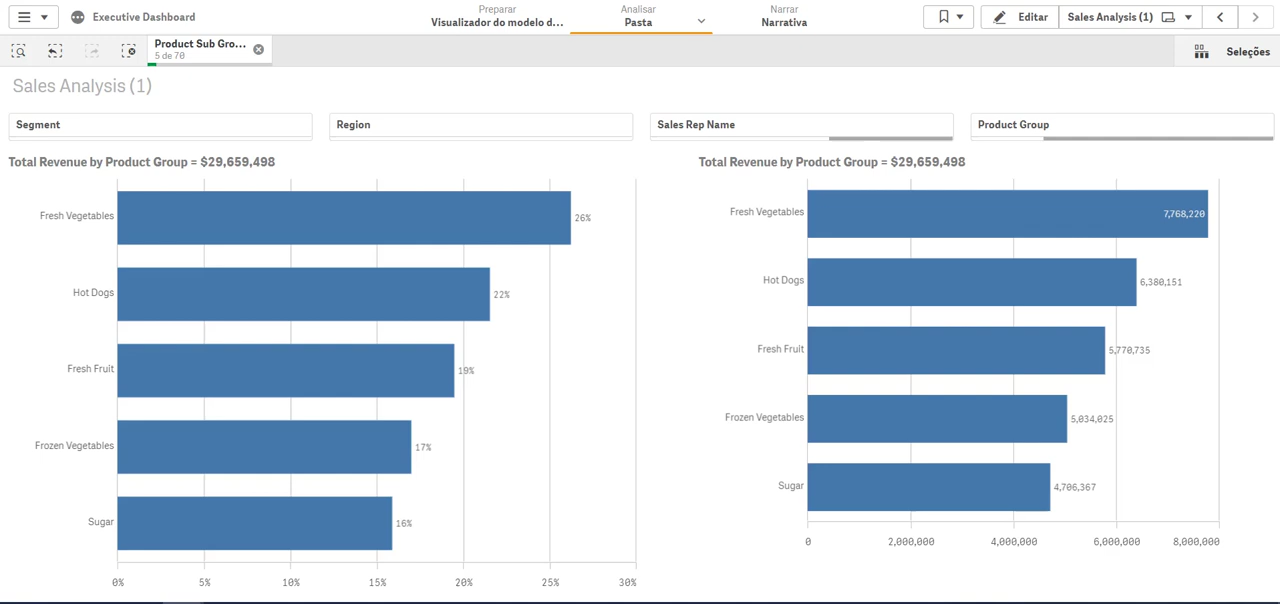 Executive Dashboard
Preparar
Visualizador do modelo d...
Analisar
Pasta
Narrar
Narrativa
Editar
Sales Analysis (1)
Product Sub Gro...
5 de 70
Seleções
Sales Analysis (1)
Segment
Region
Sales Rep Name
Product Group
Total Revenue by Product Group = $29,659,498
Fresh Vegetables
26%
Hot Dogs
22%
Fresh Fruit
19%
Frozen Vegetables
17%
Sugar
16%
0%
5%
10%
15%
20%
25%
30%
Total Revenue by Product Group = $29,659,498
Fresh Vegetables
7,768,220
Hot Dogs
6,380,151
Fresh Fruit
5,770,735
Frozen Vegetables
5,034,025
Sugar
4,706,367
0
2,000,000
4,000,000
6,000,000
8,000,000